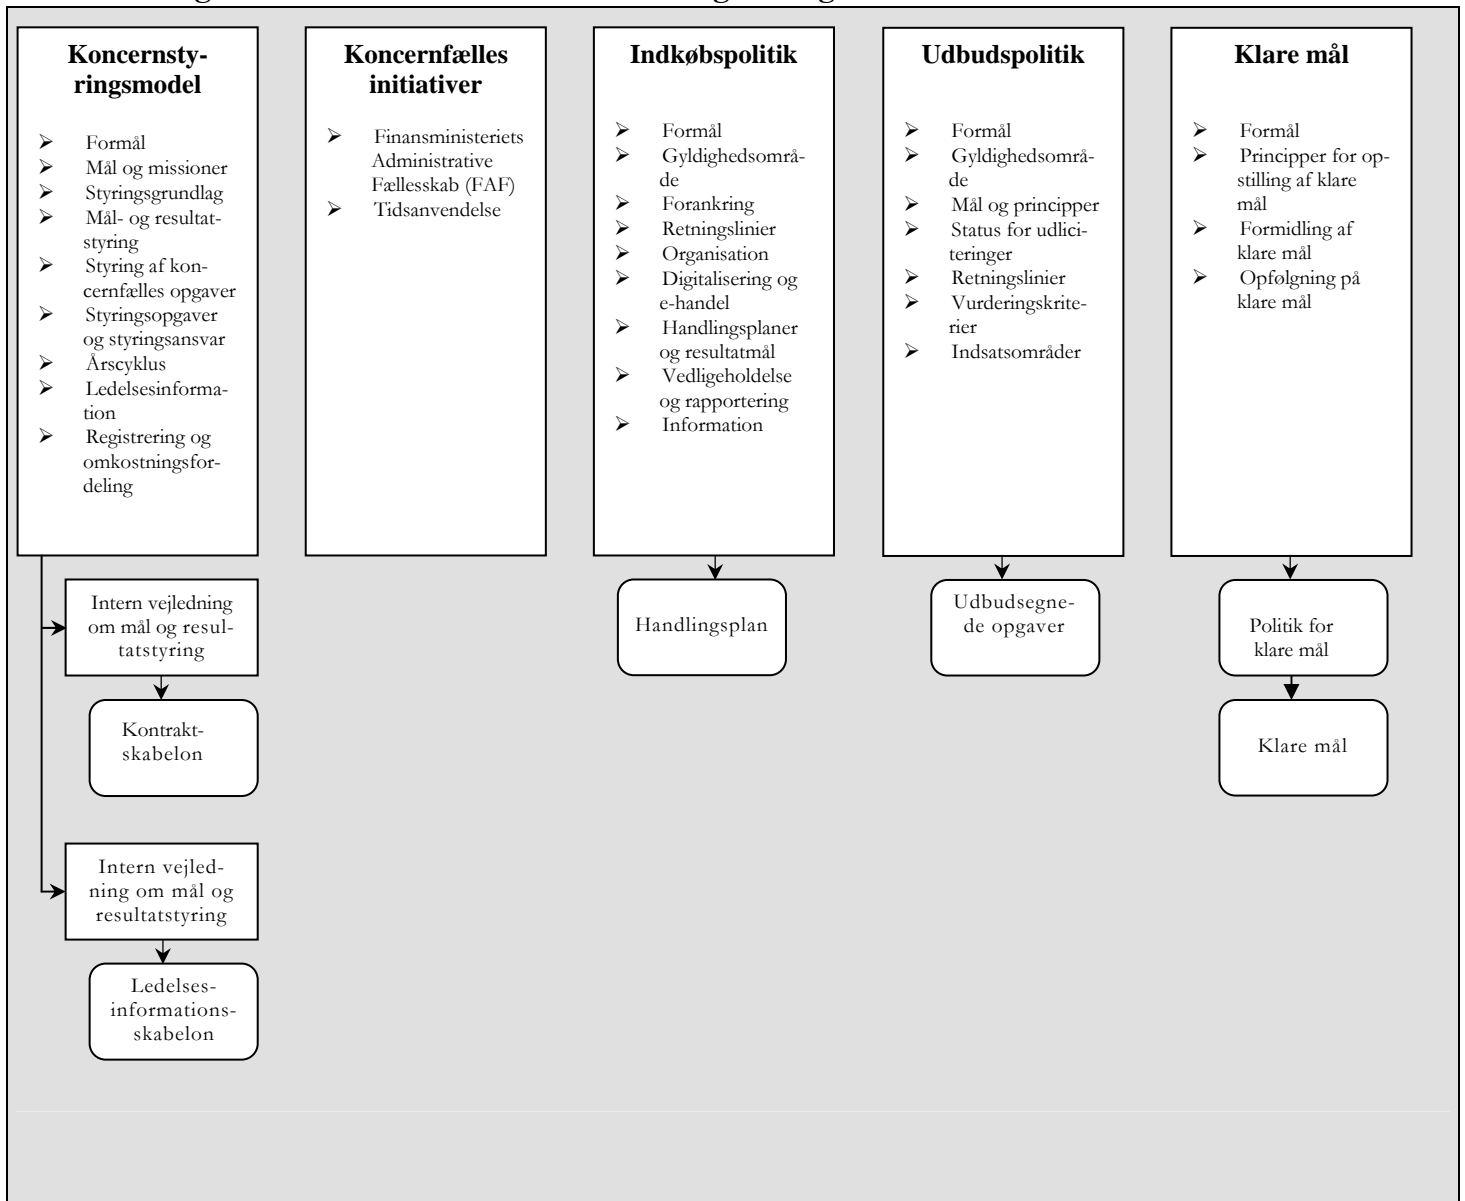 Koncernsty-
ringsmodel
➢ Formål
➢ Mål og missioner
➢ Styringsgrundlag
➢ Mål- og resultat-
styring
➢ Styring af kon-
cernfælles opgaver
➢ Styringsopgaver
og styringsansvar
➢ Årscyklus
➢ Ledelsesinforma-
tion
➢ Registrering og
omkostningsfor-
deling
Koncernfælles
initiativer
➢ Finansministeriets
Administrative
Fællesskab (FAF)
➢ Tidsanvendelse
Indkøbspolitik
➢ Formål
➢ Gyldighedsområ-
de
➢ Forankring
➢ Retningslinier
➢ Organisation
➢ Digitalisering og
e-handel
➢ Handlingsplaner
og resultatmål
➢ Vedligeholdelse
og rapportering
➢ Information
Udbudspolitik
➢ Formål
➢ Gyldighedsområ-
de
➢ Mål og principper
➢ Status for udlici-
teringer
➢ Retningslinier
➢ Vurderingskrite-
rier
➢ Indsatsområder
Klare mål
➢ Formål
➢ Principper for op-
stilling af klare
mål
➢ Formidling af
klare mål
➢ Opfølgning på
klare mål
Intern vejledning
om mål og resul-
tatstyring
Kontrakt-
skabelon
Intern vejled-
ning om mål og
resultatstyring
Ledelses-
informations-
skabelon
Handlingsplan
Udbudsegne-
de opgaver
Politik for
klare mål
Klare mål